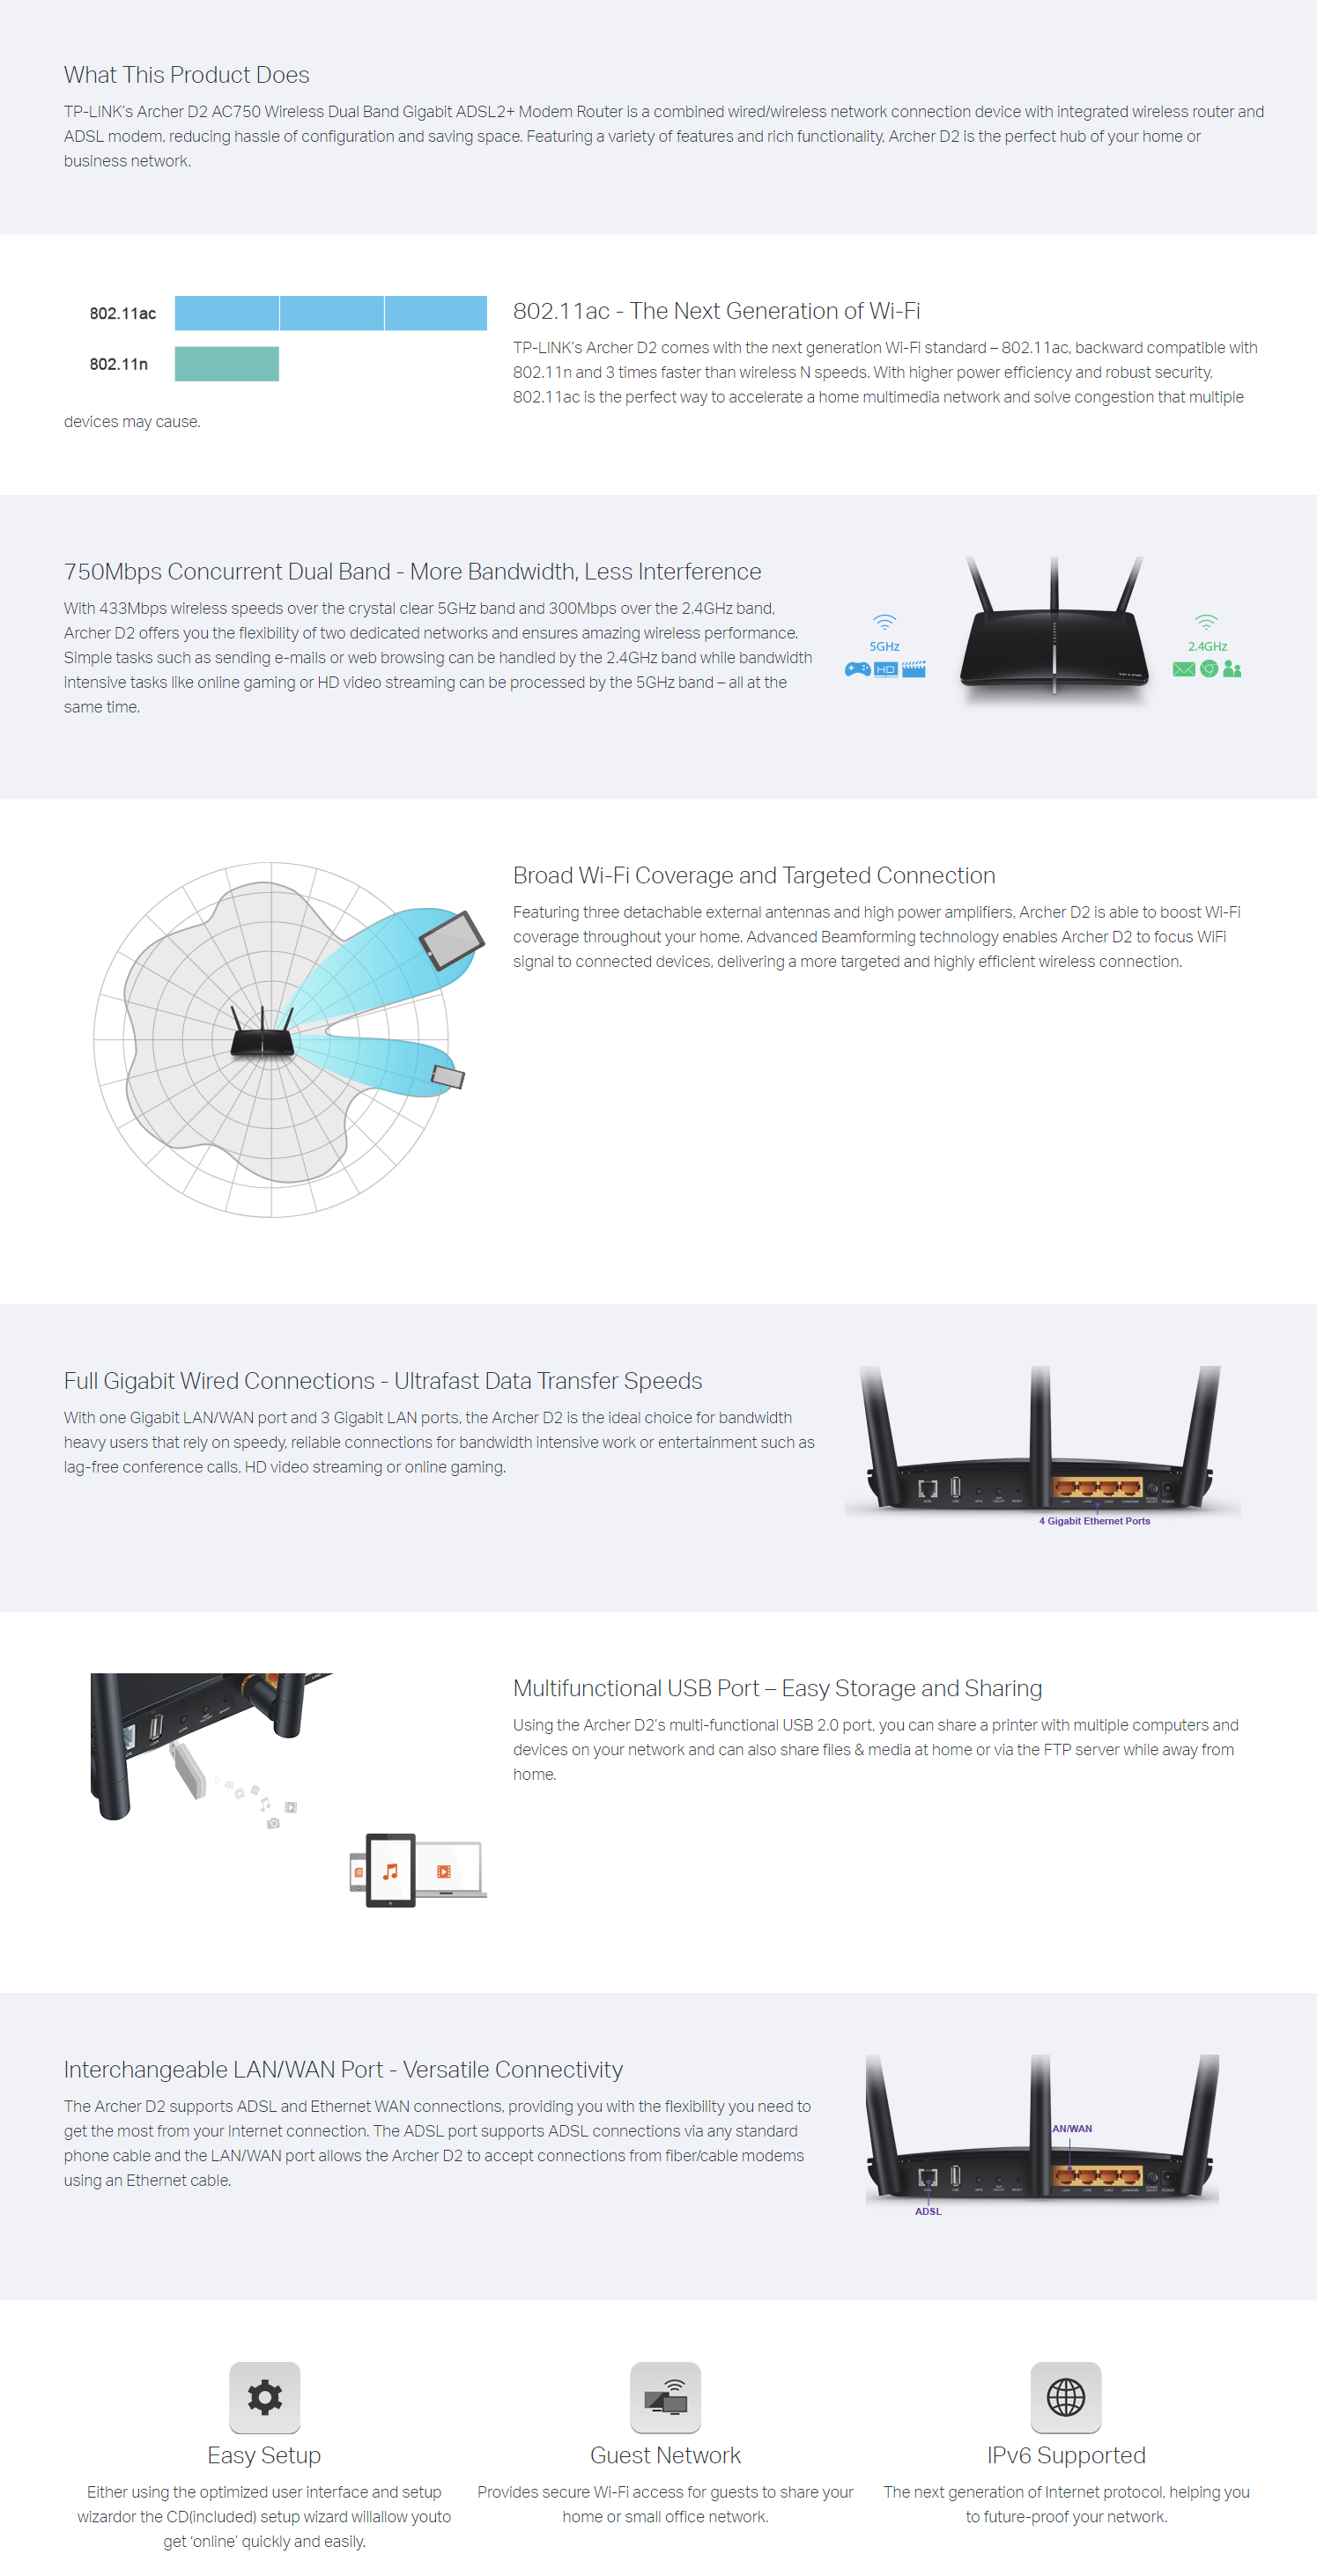 What This Product Does
TP-LINK's Archer D2 AC750 Wireless Dual Band Gigabit ADSL2+ Modem Router is a combined wired/wireless network connection device with integrated wireless router and
ADSL modem, reducing hassle of configuration and saving space. Featuring a variety of features and rich functionality, Archer D2 is the perfect hub of your home or
business network.
802.11ac
802.11n
802.11ac - The Next Generation of Wi-Fi
TP-LINK's Archer D2 comes with the next generation Wi-Fi standard – 802.11ac, backward compatible with
802.11n and 3 times faster than wireless N speeds. With higher power efficiency and robust security,
802.11ac is the perfect way to accelerate a home multimedia network and solve congestion that multiple
devices may cause.
750Mbps Concurrent Dual Band - More Bandwidth, Less Interference
With 433Mbps wireless speeds over the crystal clear 5GHz band and 300Mbps over the 2.4GHz band,
Archer D2 offers you the flexibility of two dedicated networks and ensures amazing wireless performance.
Simple tasks such as sending e-mails or web browsing can be handled by the 2.4GHz band while bandwidth
intensive tasks like online gaming or HD video streaming can be processed by the 5GHz band – all at the
same time.
5GHz
HD
TP-LINK
2.4GHz
Broad Wi-Fi Coverage and Targeted Connection
Featuring three detachable external antennas and high power amplifiers, Archer D2 is able to boost Wi-Fi
coverage throughout your home. Advanced Beamforming technology enables Archer D2 to focus WiFi
signal to connected devices, delivering a more targeted and highly efficient wireless connection.
Full Gigabit Wired Connections - Ultrafast Data Transfer Speeds
With one Gigabit LAN/WAN port and 3 Gigabit LAN ports, the Archer D2 is the ideal choice for bandwidth
heavy users that rely on speedy, reliable connections for bandwidth intensive work or entertainment such as
lag-free conference calls, HD video streaming or online gaming.
4 Gigabit Ethernet Ports
Multifunctional USB Port – Easy Storage and Sharing
Using the Archer D2's multi-functional USB 2.0 port, you can share a printer with multiple computers and
devices on your network and can also share files & media at home or via the FTP server while away from
home.
Interchangeable LAN/WAN Port - Versatile Connectivity
The Archer D2 supports ADSL and Ethernet WAN connections, providing you with the flexibility you need to
get the most from your Internet connection. The ADSL port supports ADSL connections via any standard
phone cable and the LAN/WAN port allows the Archer D2 to accept connections from fiber/cable modems
using an Ethernet cable.
LAN/WAN
ADSL
Easy Setup
Either using the optimized user interface and setup
wizardor the CD(included) setup wizard willallow youto
get 'online' quickly and easily.
Guest Network
Provides secure Wi-Fi access for guests to share your
home or small office network.
IPv6 Supported
The next generation of Internet protocol, helping you
to future-proof your network.